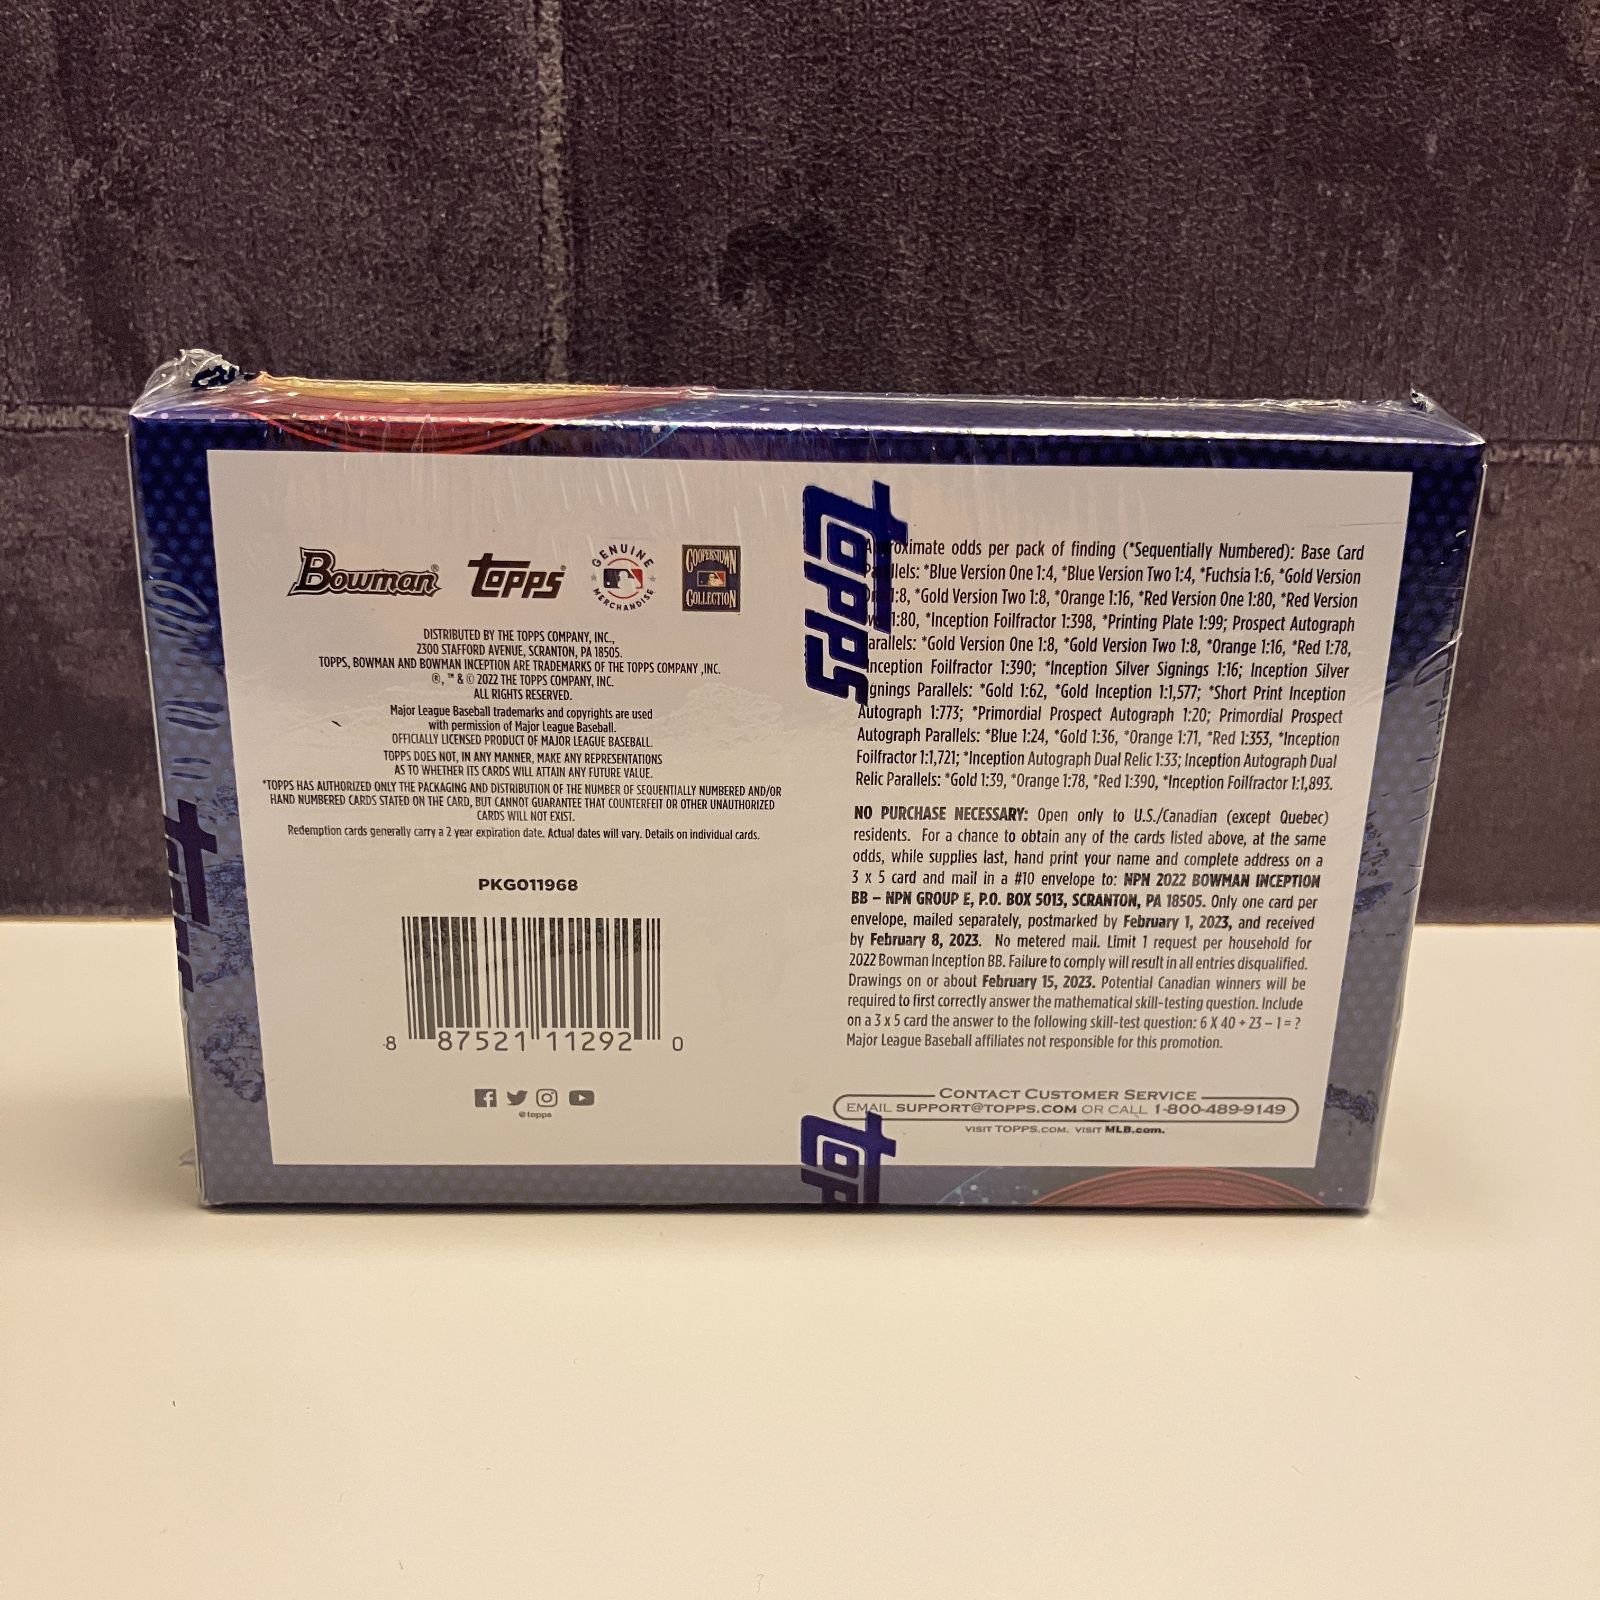 Bowman®
Topps®
GENUINE
MERCHANDISE
COOPERSTOWN
COLLECTION
DISTRIBUTED BY THE TOPPS COMPANY, INC.,
2300 STAFFORD AVENUE, SCRANTON, PA 18505.
TOPPS, BOWMAN AND BOWMAN INCEPTION ARE TRADEMARKS OF THE TOPPS COMPANY ,INC.
®, ™ & © 2022 THE TOPPS COMPANY, INC.
ALL RIGHTS RESERVED.
Major League Baseball trademarks and copyrights are used
with permission of Major League Baseball.
OFFICIALLY LICENSED PRODUCT OF MAJOR LEAGUE BASEBALL.
TOPPS DOES NOT, IN ANY MANNER, MAKE ANY REPRESENTATIONS
AS TO WHETHER ITS CARDS WILL ATTAIN ANY FUTURE VALUE.
*TOPPS HAS AUTHORIZED ONLY THE PACKAGING AND DISTRIBUTION OF THE NUMBER OF SEQUENTIALLY NUMBERED AND/OR
HAND NUMBERED CARDS STATED ON THE CARD, BUT CANNOT GUARANTEE THAT COUNTERFEIT OR OTHER UNAUTHORIZED
CARDS WILL NOT EXIST.
Redemption cards generally carry a 2 year expiration date. Actual dates will vary. Details on individual cards.
PKG011968
8 87521 11292 0
@topps
Topps
Approximate odds per pack of finding (*Sequentially Numbered): Base Card
Parallels: *Blue Version One 1:4, *Blue Version Two 1:4, *Fuchsia 1:6, *Gold Version
One 1:8, *Gold Version Two 1:8, *Orange 1:16, *Red Version One 1:80, *Red Version
Two 1:80, *Inception Foilfractor 1:398, *Printing Plate 1:99; Prospect Autograph
Parallels: *Gold Version One 1:8, *Gold Version Two 1:8, *Orange 1:16, *Red 1:78,
Inception Foilfractor 1:390; *Inception Silver Signings 1:16; Inception Silver
Signings Parallels: *Gold 1:62, *Gold Inception 1:1,577; *Short Print Inception
Autograph 1:773; *Primordial Prospect Autograph 1:20; Primordial Prospect
Autograph Parallels: *Blue 1:24, *Gold 1:36, *Orange 1:71, *Red 1:353, *Inception
Foilfractor 1:1,721; *Inception Autograph Dual Relic 1:33; Inception Autograph Dual
Relic Parallels: *Gold 1:39, *Orange 1:78, *Red 1:390, *Inception Foilfractor 1:1,893.
NO PURCHASE NECESSARY: Open only to U.S./Canadian (except Quebec)
residents. For a chance to obtain any of the cards listed above, at the same
odds, while supplies last, hand print your name and complete address on a
3 x 5 card and mail in a #10 envelope to: NPN 2022 BOWMAN INCEPTION
BB – NPN GROUP E, P.O. BOX 5013, SCRANTON, PA 18505. Only one card per
envelope, mailed separately, postmarked by February 1, 2023, and received
by February 8, 2023. No metered mail. Limit 1 request per household for
2022 Bowman Inception BB. Failure to comply will result in all entries disqualified.
Drawings on or about February 15, 2023. Potential Canadian winners will be
required to first correctly answer the mathematical skill-testing question. Include
on a 3 x 5 card the answer to the following skill-test question: 6 X 40 + 23 – 1 = ?
Major League Baseball affiliates not responsible for this promotion.
CONTACT CUSTOMER SERVICE
EMAIL SUPPORT@TOPPS.COM OR CALL 1-800-489-9149
VISIT TOPPS.COM. VISIT MLB.com.
Top